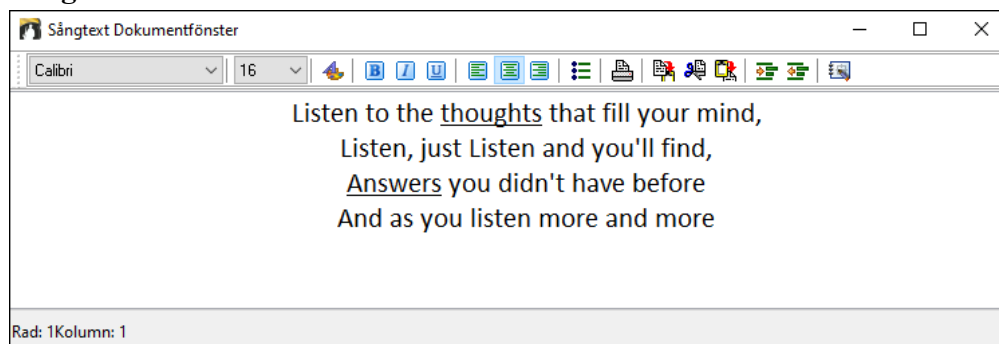 Sångtext Dokumentfönster
Calibri 16 B I U
Listen to the thoughts that fill your mind,
Listen, just Listen and you'll find,
Answers you didn't have before
And as you listen more and more
Rad: 1Kolumn: 1